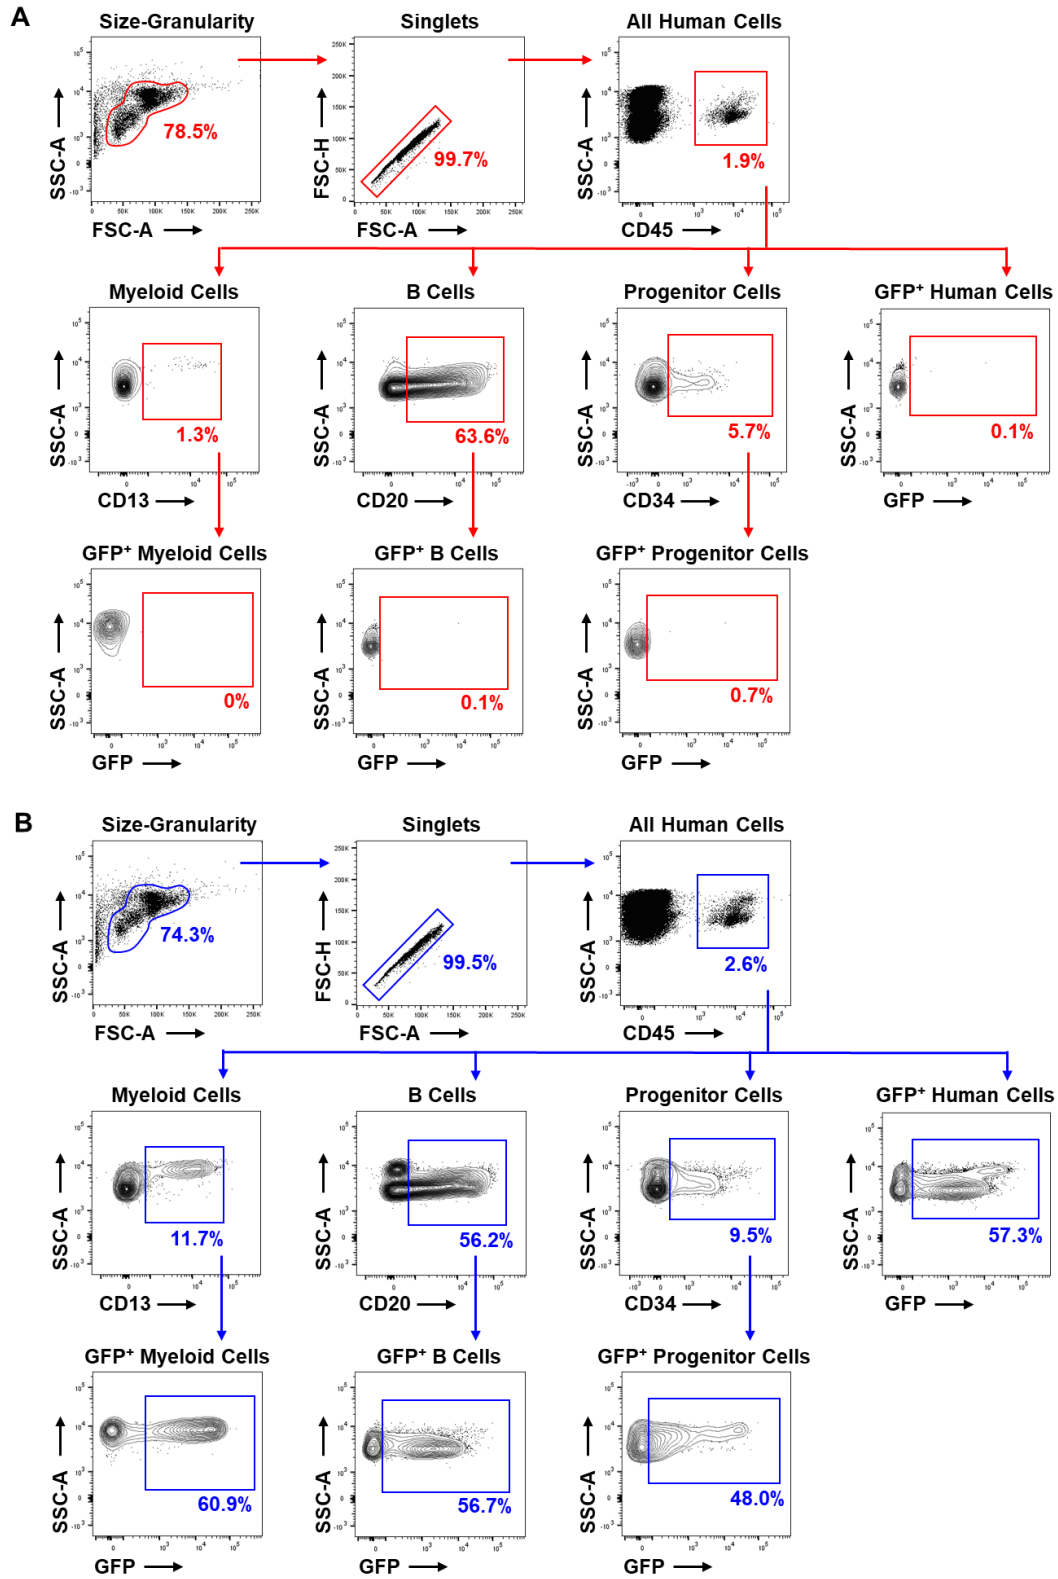 A
Size-Granularity
Singlets
All Human Cells
SSC-A
FSC-H
SSC-A
78.5%
99.7%
1.9%
FSC-A
FSC-A
CD45
Myeloid Cells
B Cells
Progenitor Cells
GFP+ Human Cells
SSC-A
SSC-A
SSC-A
SSC-A
1.3%
63.6%
5.7%
0.1%
CD13
CD20
CD34
GFP
GFP+ Myeloid Cells
GFP+ B Cells
GFP+ Progenitor Cells
SSC-A
SSC-A
SSC-A
0%
0.1%
0.7%
GFP
GFP
GFP
B
Size-Granularity
Singlets
All Human Cells
SSC-A
FSC-H
SSC-A
74.3%
99.5%
2.6%
FSC-A
FSC-A
CD45
Myeloid Cells
B Cells
Progenitor Cells
GFP+ Human Cells
SSC-A
SSC-A
SSC-A
SSC-A
11.7%
56.2%
9.5%
57.3%
CD13
CD20
CD34
GFP
GFP+ Myeloid Cells
GFP+ B Cells
GFP+ Progenitor Cells
SSC-A
SSC-A
SSC-A
60.9%
56.7%
48.0%
GFP
GFP
GFP